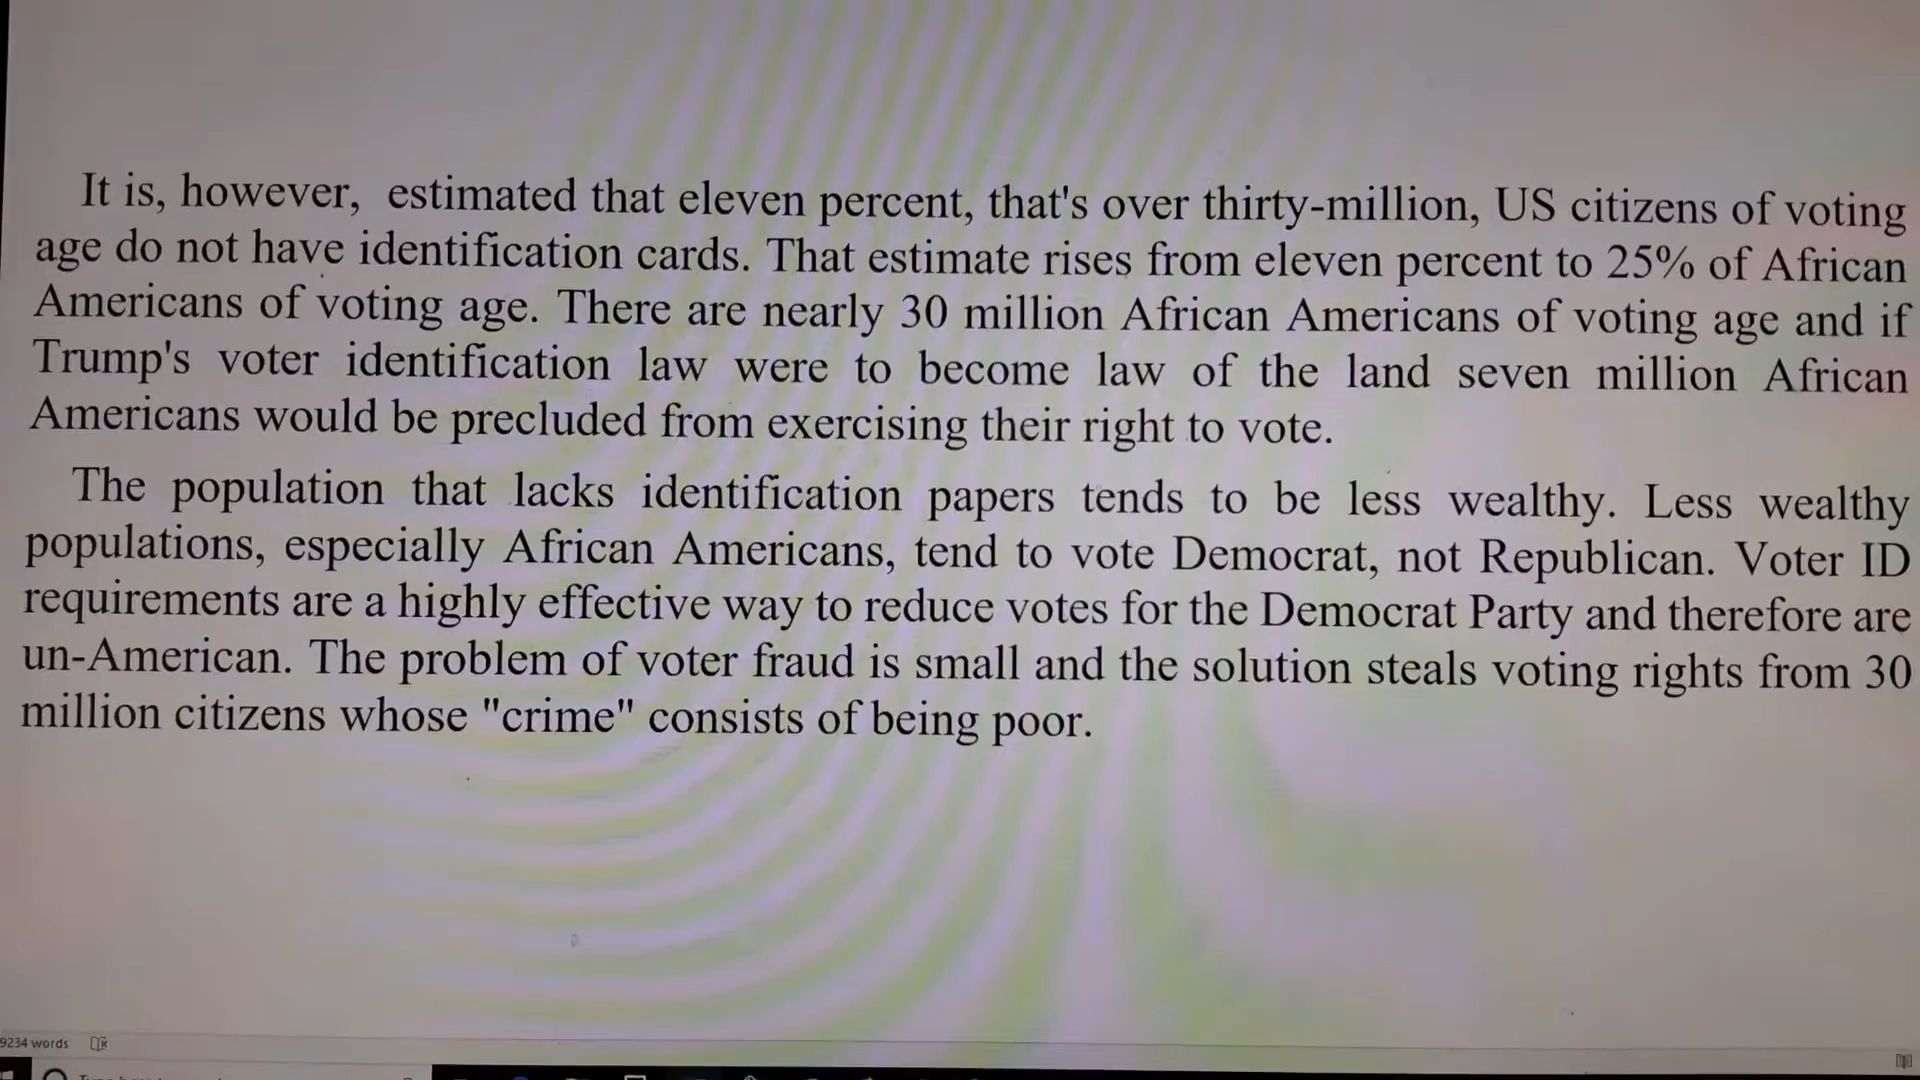 It is, however, estimated that eleven percent, that's over thirty-million, US citizens of voting
age do not have identification cards. That estimate rises from eleven percent to 25% of African
Americans of voting age. There are nearly 30 million African Americans of voting age and if
Trump's voter identification law were to become law of the land seven million African
Americans would be precluded from exercising their right to vote.
The population that lacks identification papers tends to be less wealthy. Less wealthy
populations, especially African Americans, tend to vote Democrat, not Republican. Voter ID
requirements are a highly effective way to reduce votes for the Democrat Party and therefore are
un-American. The problem of voter fraud is small and the solution steals voting rights from 30
million citizens whose "crime" consists of being poor.
9234 words